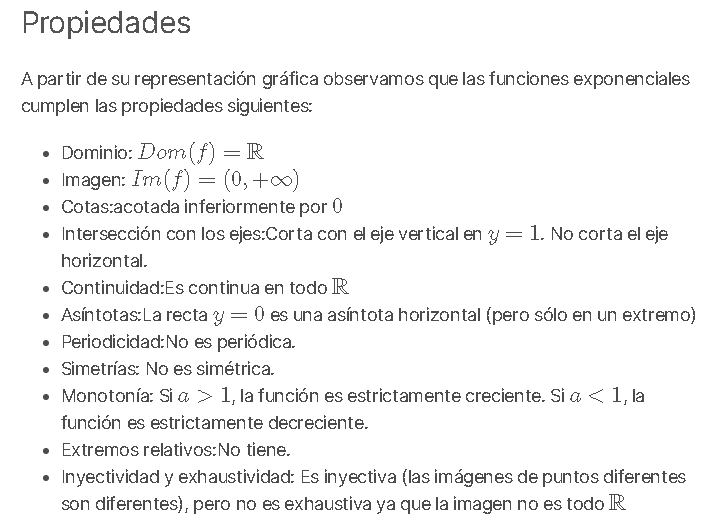 Propiedades
A partir de su representación gráfica observamos que las funciones exponenciales
cumplen las propiedades siguientes:
• Dominio: Dom(f) = ℝ
• Imagen: Im(f) = (0, +∞)
• Cotas:acotada inferiormente por 0
• Intersección con los ejes:Corta con el eje vertical en y = 1. No corta el eje
horizontal.
• Continuidad:Es continua en todo ℝ
• Asíntotas:La recta y = 0 es una asíntota horizontal (pero sólo en un extremo)
• Periodicidad:No es periódica.
• Simetrías: No es simétrica.
• Monotonía: Si a > 1, la función es estrictamente creciente. Si a < 1, la
función es estrictamente decreciente.
• Extremos relativos:No tiene.
• Inyectividad y exhaustividad: Es inyectiva (las imágenes de puntos diferentes
son diferentes), pero no es exhaustiva ya que la imagen no es todo ℝ